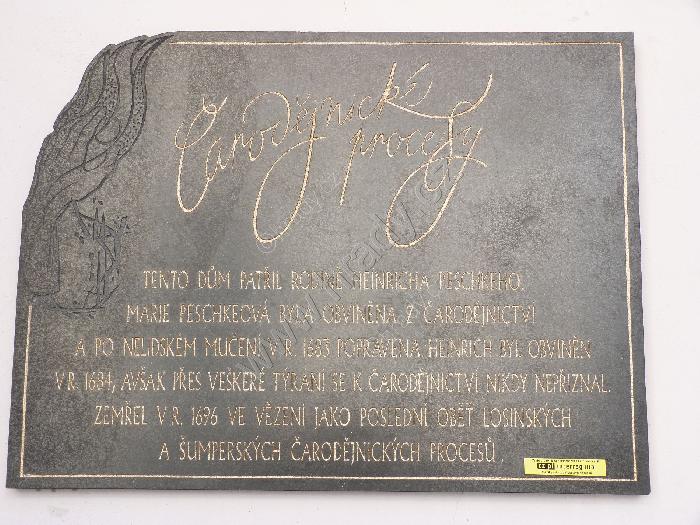 Čarodějnické
procesy
TENTO DŮM PATŘIL RODINĚ HEINRICHA PESCHKEHO.
MARIE PESCHKEOVÁ BYLA OBVINĚNA Z ČARODĚJNICTVÍ
A PO NELIDSKÉM MUČENÍ V R. 1683 POPRAVENA. HEINRICH BYL OBVINĚN
V R. 1684, AVŠAK PŘES VEŠKERÉ TÝRÁNÍ SE K ČARODĚJNICTVÍ NIKDY NEPŘIZNAL.
ZEMŘEL V R. 1696 VE VĚZENÍ JAKO POSLEDNÍ OBĚŤ LOSINSKÝCH
A ŠUMPERSKÝCH ČARODĚJNICKÝCH PROCESŮ.
cz pl